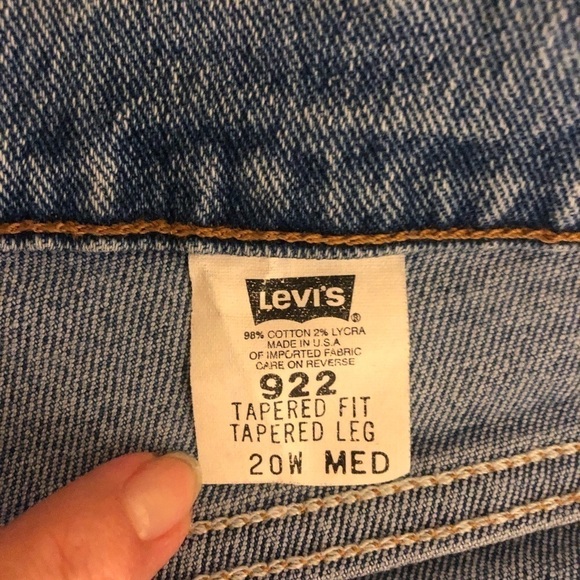 Levi's ®
98% COTTON 2% LYCRA
MADE IN U.S.A
OF IMPORTED FABRIC
CARE ON REVERSE
922
TAPERED FIT
TAPERED LEG
20W MED